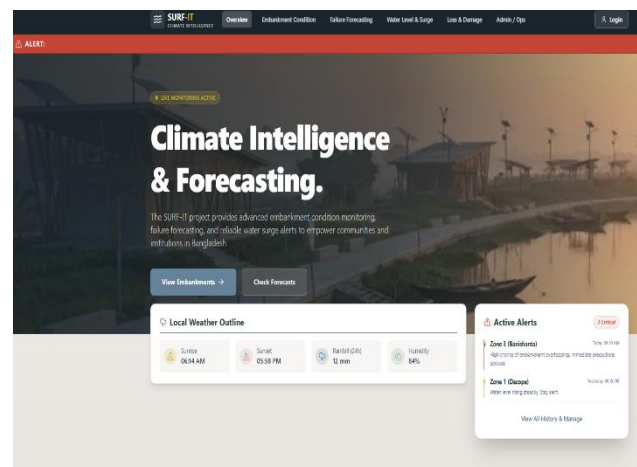 SURF-IT
CLIMATE INTELLIGENCE
Overview
Embankment Condition
Failure Forecasting
Water Level & Surge
Loss & Damage
Admin / Ops
Login
ALERT:
LIVE MONITORING ACTIVE
Climate Intelligence
& Forecasting.
The SURF-IT project provides advanced embankment condition monitoring,
failure forecasting, and reliable water surge alerts to empower communities and
institutions in Bangladesh.
View Embankments →
Check Forecasts
Local Weather Outline
Sunrise
06:14 AM
Sunset
05:58 PM
Rainfall (24h)
12 mm
Humidity
84%
Active Alerts
2 Critical
Zone 3 (Banishanta)
High chance of embankment overtopping. Immediate precautions
advised.
Zone 1 (Dacope)
Water level rising steadily. Stay alert.
View All History & Manage